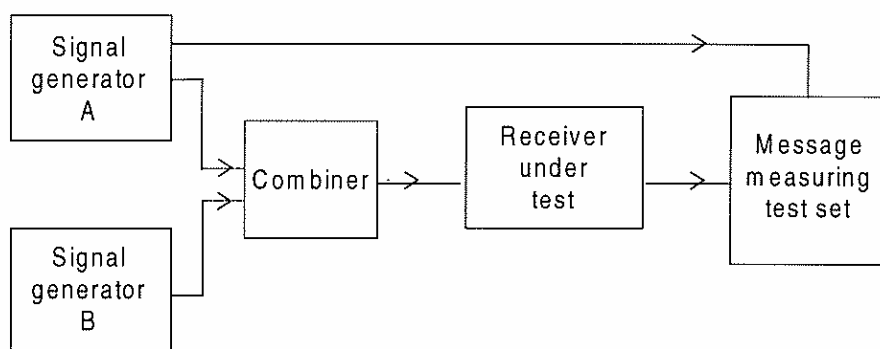 Signal
generator
A
Combiner
Receiver
under
test
Message
measuring
test set
Signal
generator
B